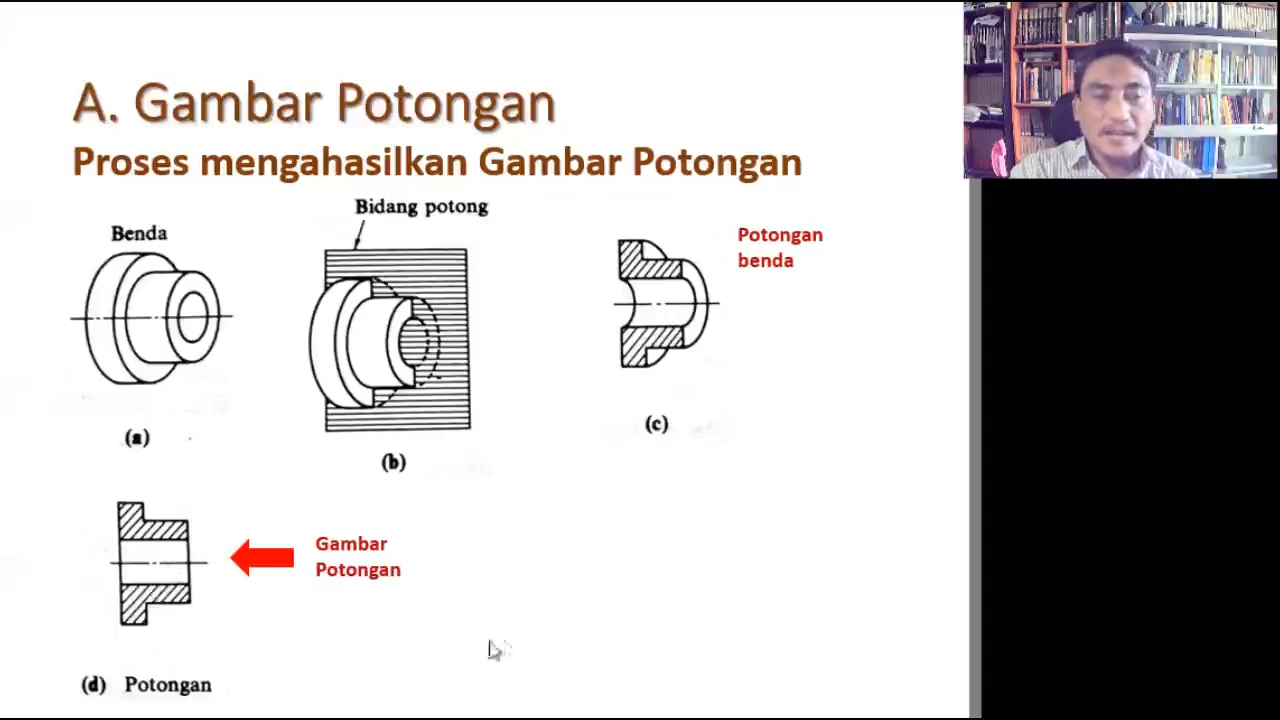 A. Gambar Potongan
Proses mengahasilkan Gambar Potongan
Bidang potong
Benda
Potongan
benda
(a)
(b)
(c)
Gambar
Potongan
(d) Potongan